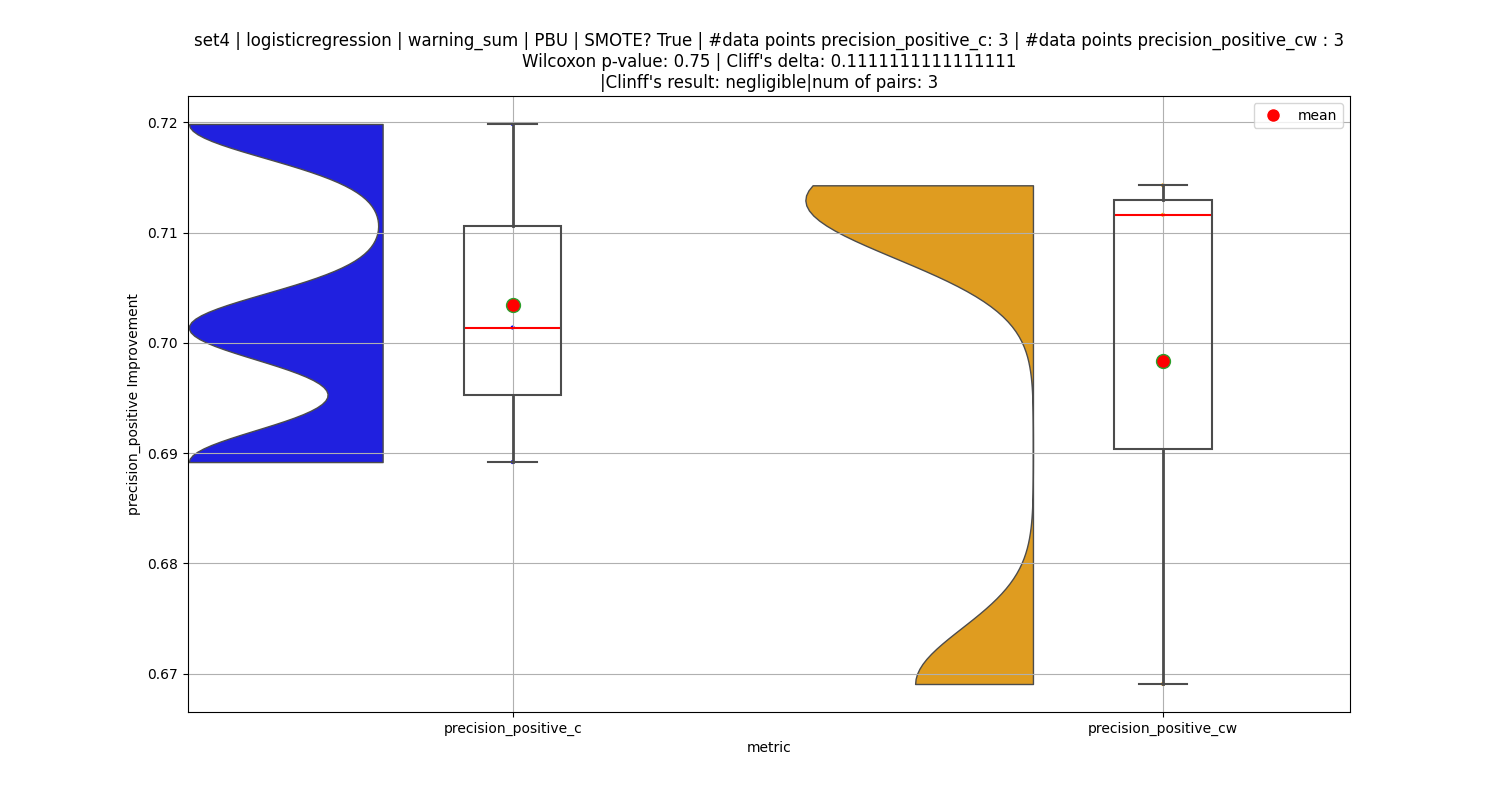 set4 | logisticregression | warning_sum | PBU | SMOTE? True | #data points precision_positive_c: 3 | #data points precision_positive_cw : 3
Wilcoxon p-value: 0.75 | Cliff's delta: 0.1111111111111111
|Clinff's result: negligible|num of pairs: 3
mean
0.72
0.71
0.70
0.69
0.68
0.67
precision_positive Improvement
precision_positive_c
precision_positive_cw
metric